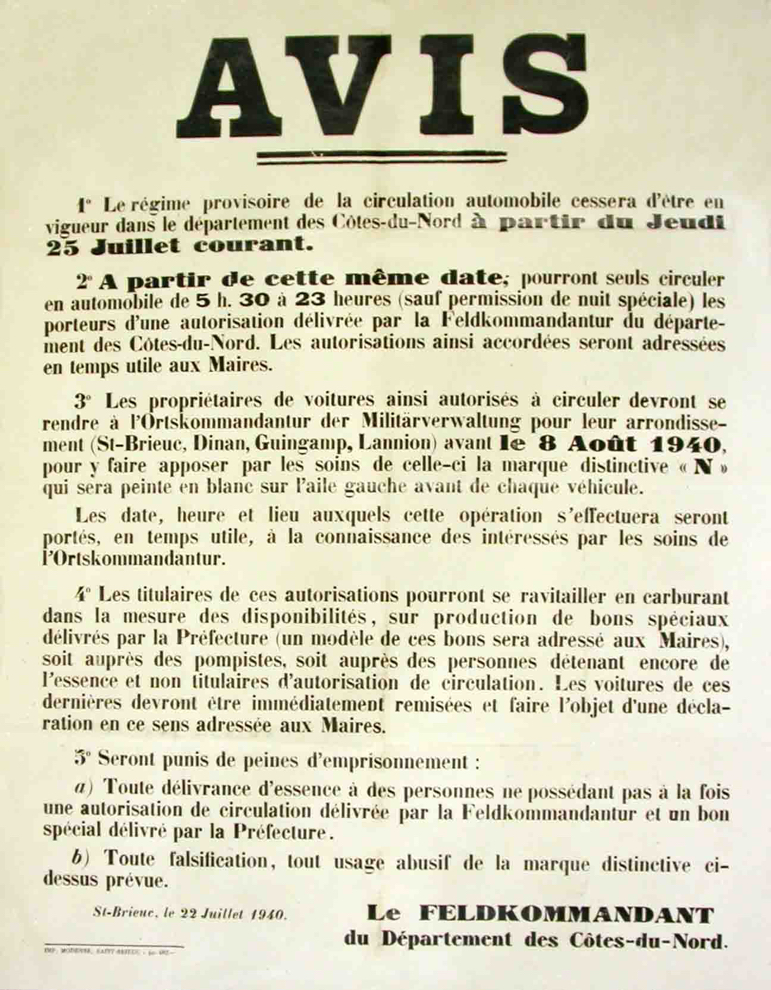 AVIS
1° Le régime provisoire de la circulation automobile cessera d'être en
vigueur dans le département des Côtes-du-Nord à partir du Jeudi
25 Juillet courant.
2° A partir de cette même date, pourront seuls circuler
en automobile de 5 h. 30 à 23 heures (sauf permission de nuit spéciale) les
porteurs d'une autorisation délivrée par la Feldkommandantur du départe-
ment des Côtes-du-Nord. Les autorisations ainsi accordées seront adressées
en temps utile aux Maires.
3° Les propriétaires de voitures ainsi autorisés à circuler devront se
rendre à l'Ortskommandantur der Militärverwaltung pour leur arrondisse-
ment (St-Brieuc, Dinan, Guingamp, Lannion) avant le 8 Août 1940,
pour y faire apposer par les soins de celle-ci la marque distinctive « N »
qui sera peinte en blanc sur l'aile gauche avant de chaque véhicule.
Les date, heure et lieu auxquels cette opération s'effectuera seront
portés, en temps utile, à la connaissance des intéressés par les soins de
l'Ortskommandantur.
4° Les titulaires de ces autorisations pourront se ravitailler en carburant
dans la mesure des disponibilités, sur production de bons spéciaux
délivrés par la Préfecture (un modèle de ces bons sera adressé aux Maires),
soit auprès des pompistes, soit auprès des personnes détenant encore de
l'essence et non titulaires d'autorisation de circulation. Les voitures de ces
dernières devront être immédiatement remisées et faire l'objet d'une décla-
ration en ce sens adressée aux Maires.
5° Seront punis de peines d'emprisonnement :
a) Toute délivrance d'essence à des personnes ne possédant pas à la fois
une autorisation de circulation délivrée par la Feldkommandantur et un bon
spécial délivré par la Préfecture.
b) Toute falsification, tout usage abusif de la marque distinctive ci-
dessus prévue.
St-Brieuc, le 22 Juillet 1940.
Le FELDKOMMANDANT
du Département des Côtes-du-Nord.
IMP. MODERNE, SAINT-BRIEUC